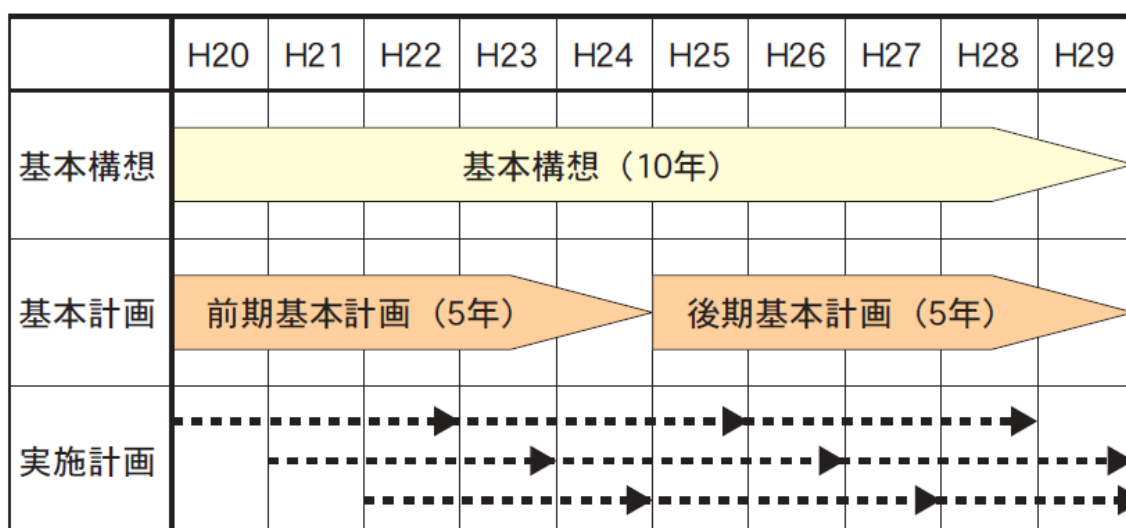 H20 H21 H22 H23 H24 H25 H26 H27 H28 H29
基本構想 基本構想（10年）
基本計画 前期基本計画（5年） 後期基本計画（5年）
実施計画